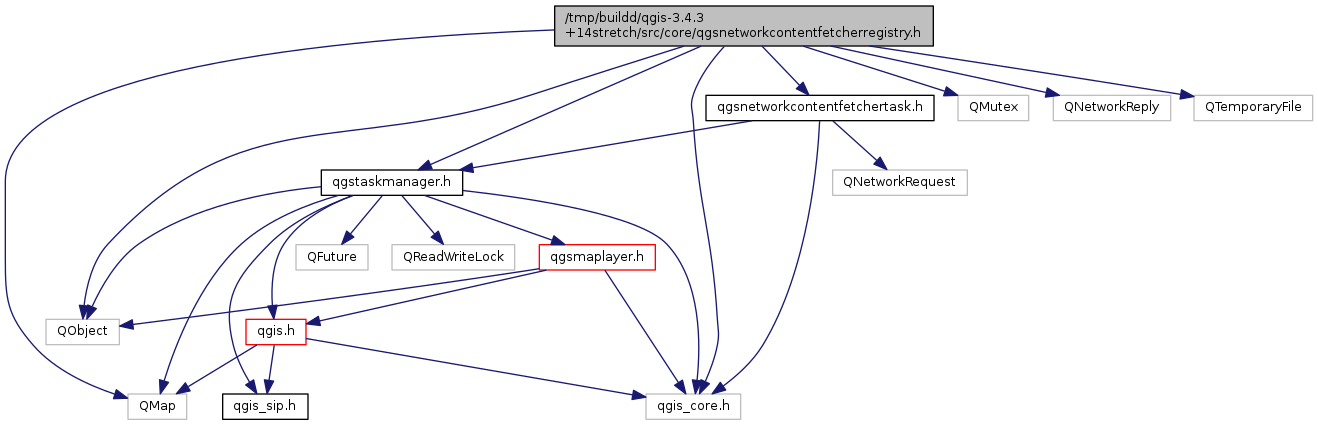 /tmp/buildd/qgis-3.4.3
+14stretch/src/core/qgsnetworkcontentfetcherregistry.h
qgsnetworkcontentfetchertask.h
QMutex
QNetworkReply
QTemporaryFile
qgstaskmanager.h
QNetworkRequest
QFuture
QReadWriteLock
qgsmaplayer.h
QObject
qgis.h
QMap
qgis_sip.h
qgis_core.h